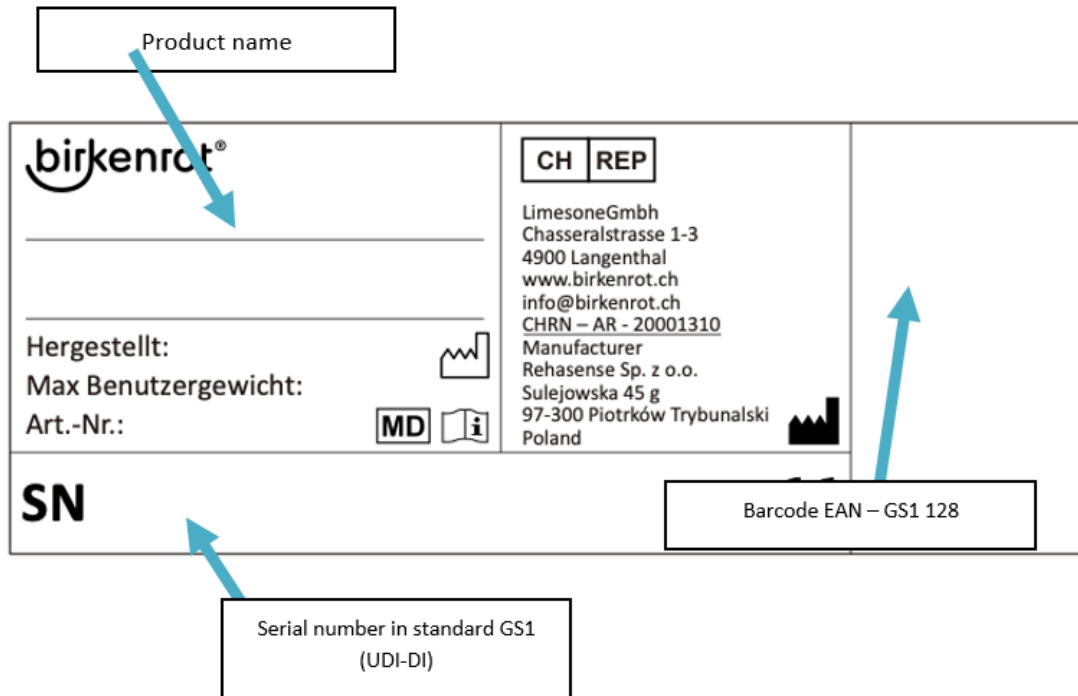 Product name
birkenrot®
Hergestellt:
Max Benutzergewicht:
Art.-Nr.:
MD
CH REP
LimesoneGmbh
Chasseralstrasse 1-3
4900 Langenthal
www.birkenrot.ch
info@birkenrot.ch
CHRN – AR - 20001310
Manufacturer
Rehasense Sp. z o.o.
Sulejowska 45 g
97-300 Piotrków Trybunalski
Poland
SN
Barcode EAN – GS1 128
Serial number in standard GS1
(UDI-DI)